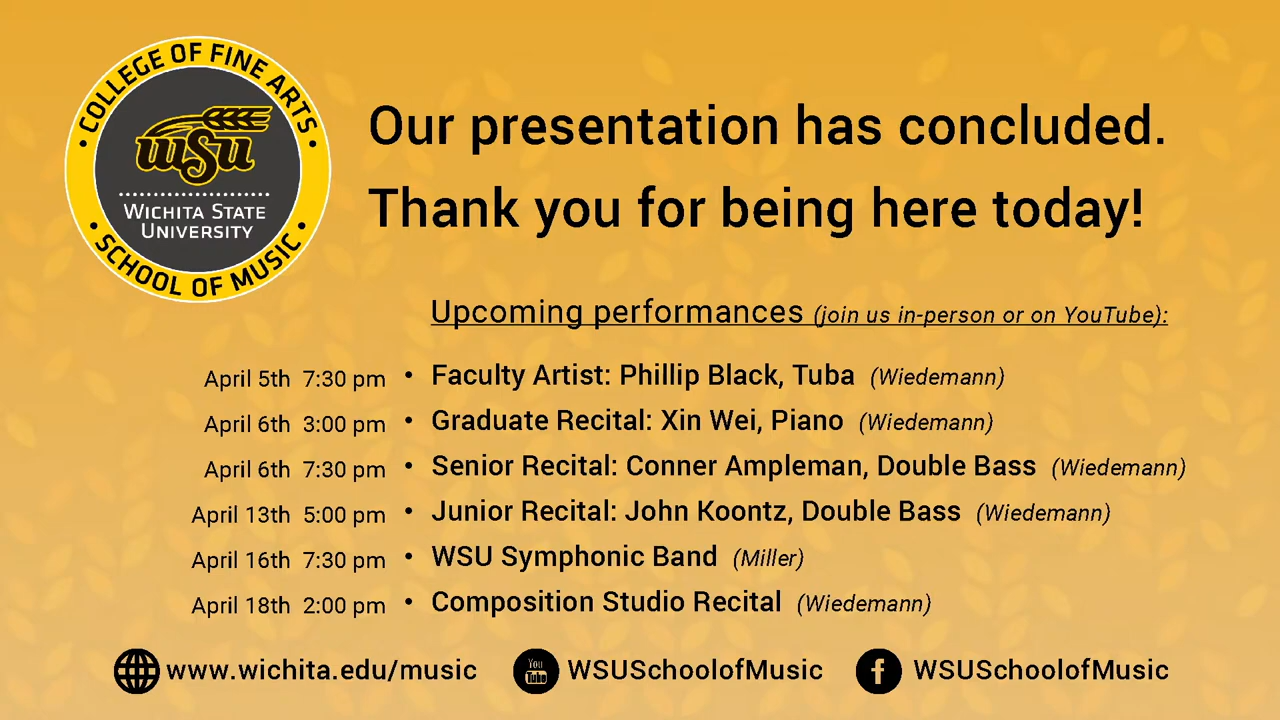 COLLEGE OF FINE ARTS
wsu
WICHITA STATE
UNIVERSITY
SCHOOL OF MUSIC
Our presentation has concluded.
Thank you for being here today!
Upcoming performances (join us in-person or on YouTube):
April 5th 7:30 pm • Faculty Artist: Phillip Black, Tuba (Wiedemann)
April 6th 3:00 pm • Graduate Recital: Xin Wei, Piano (Wiedemann)
April 6th 7:30 pm • Senior Recital: Conner Ampleman, Double Bass (Wiedemann)
April 13th 5:00 pm • Junior Recital: John Koontz, Double Bass (Wiedemann)
April 16th 7:30 pm • WSU Symphonic Band (Miller)
April 18th 2:00 pm • Composition Studio Recital (Wiedemann)
www.wichita.edu/music You Tube WSUSchoolofMusic f WSUSchoolofMusic